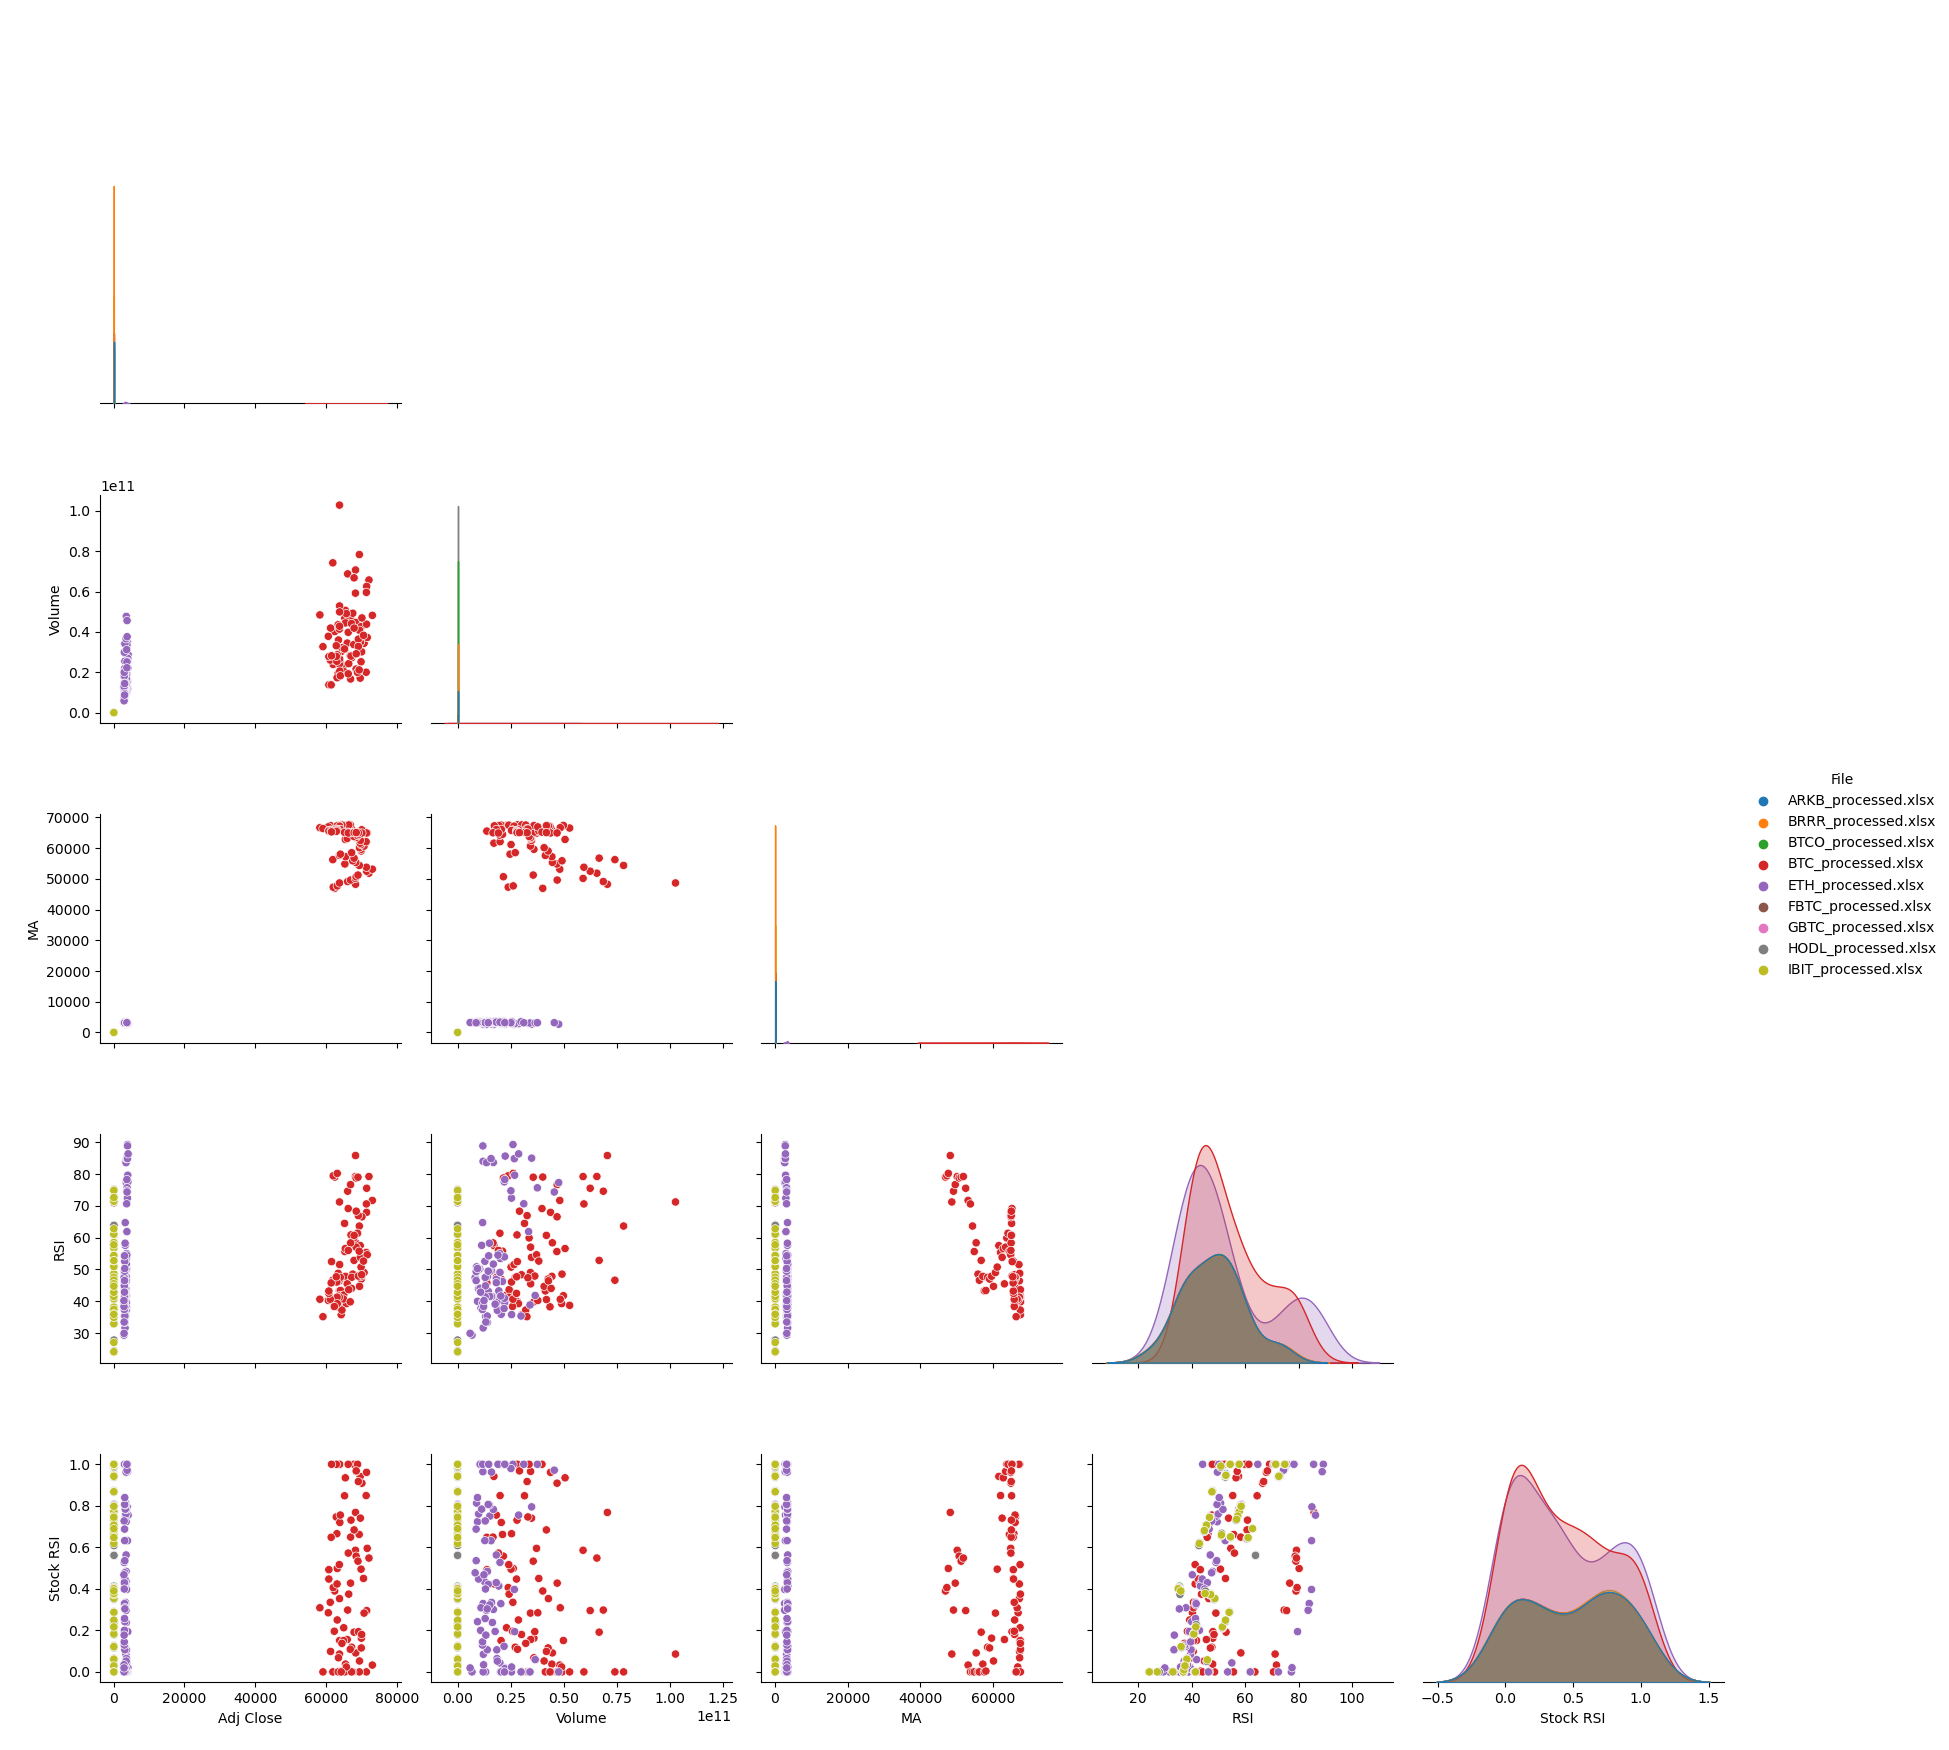 1e11
1.0
0.8
0.6
0.4
0.2
0.0
Volume
70000
60000
50000
40000
30000
20000
10000
0
MA
File
ARKB_processed.xlsx
BRRR_processed.xlsx
BTCO_processed.xlsx
BTC_processed.xlsx
ETH_processed.xlsx
FBTC_processed.xlsx
GBTC_processed.xlsx
HODL_processed.xlsx
IBIT_processed.xlsx
90
80
70
60
50
40
30
RSI
1.0
0.8
0.6
0.4
0.2
0.0
Stock RSI
0 20000 40000 60000 80000
Adj Close
0.00 0.25 0.50 0.75 1.00 1.25
1e11
Volume
0 20000 40000 60000
MA
20 40 60 80 100
RSI
−0.5 0.0 0.5 1.0 1.5
Stock RSI